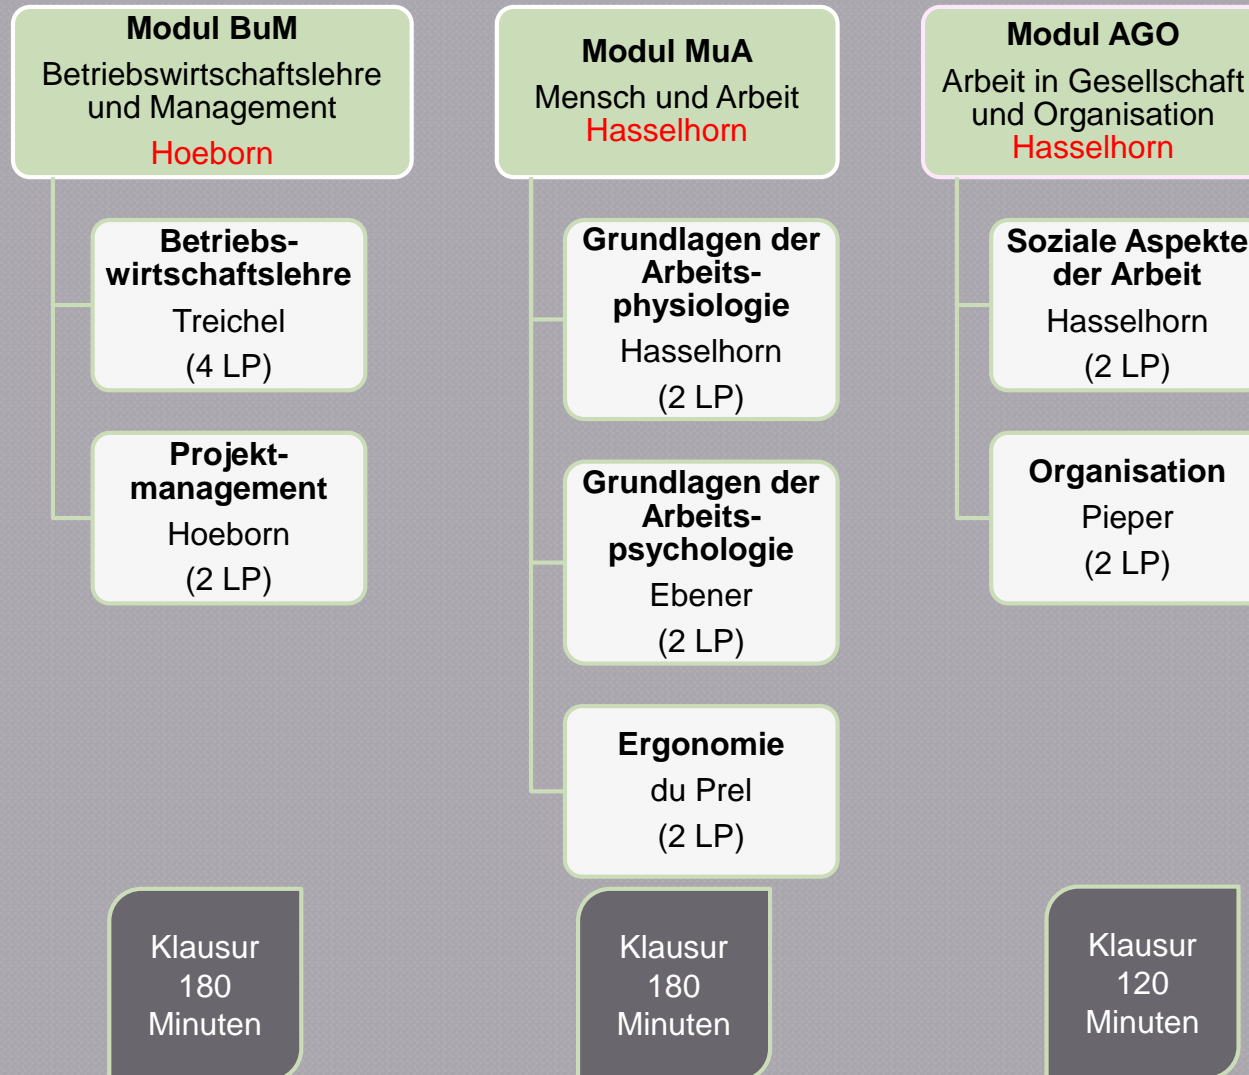 Modul BuM
Betriebswirtschaftslehre
und Management
Hoeborn
Betriebs-
wirtschaftslehre
Treichel
(4 LP)
Projekt-
management
Hoeborn
(2 LP)
Klausur
180
Minuten
Modul MuA
Mensch und Arbeit
Hasselhorn
Grundlagen der
Arbeits-
physiologie
Hasselhorn
(2 LP)
Grundlagen der
Arbeits-
psychologie
Ebener
(2 LP)
Ergonomie
du Prel
(2 LP)
Klausur
180
Minuten
Modul AGO
Arbeit in Gesellschaft
und Organisation
Hasselhorn
Soziale Aspekte
der Arbeit
Hasselhorn
(2 LP)
Organisation
Pieper
(2 LP)
Klausur
120
Minuten